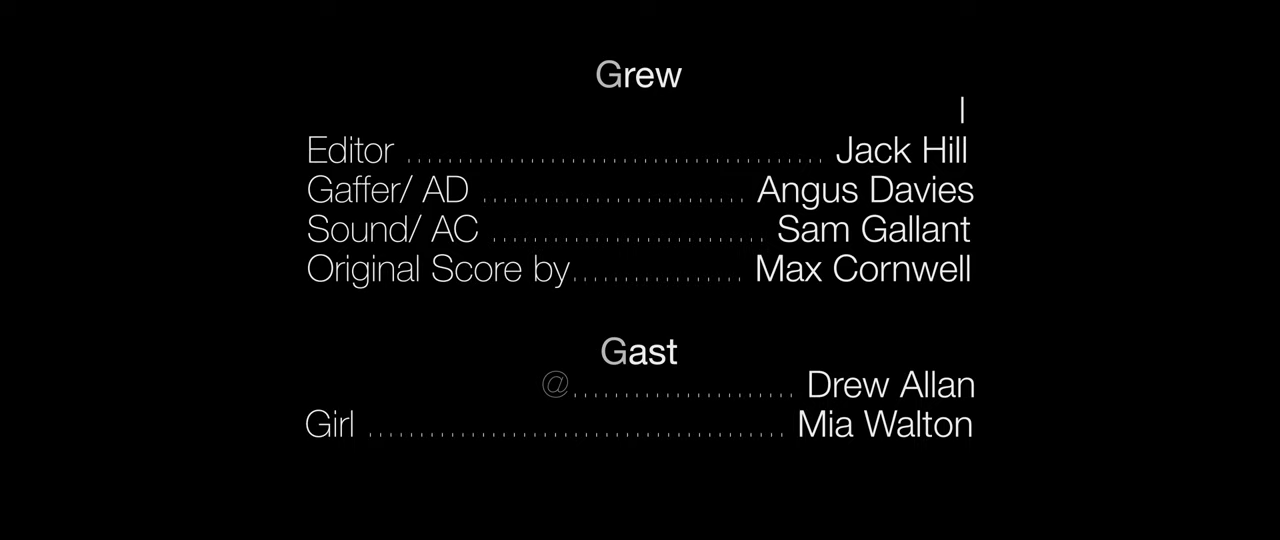 Grew
l
Editor ........................................ Jack Hill
Gaffer/ AD ......................... Angus Davies
Sound/ AC .......................... Sam Gallant
Original Score by................ Max Cornwell
Gast
@..................... Drew Allan
Girl ........................................ Mia Walton